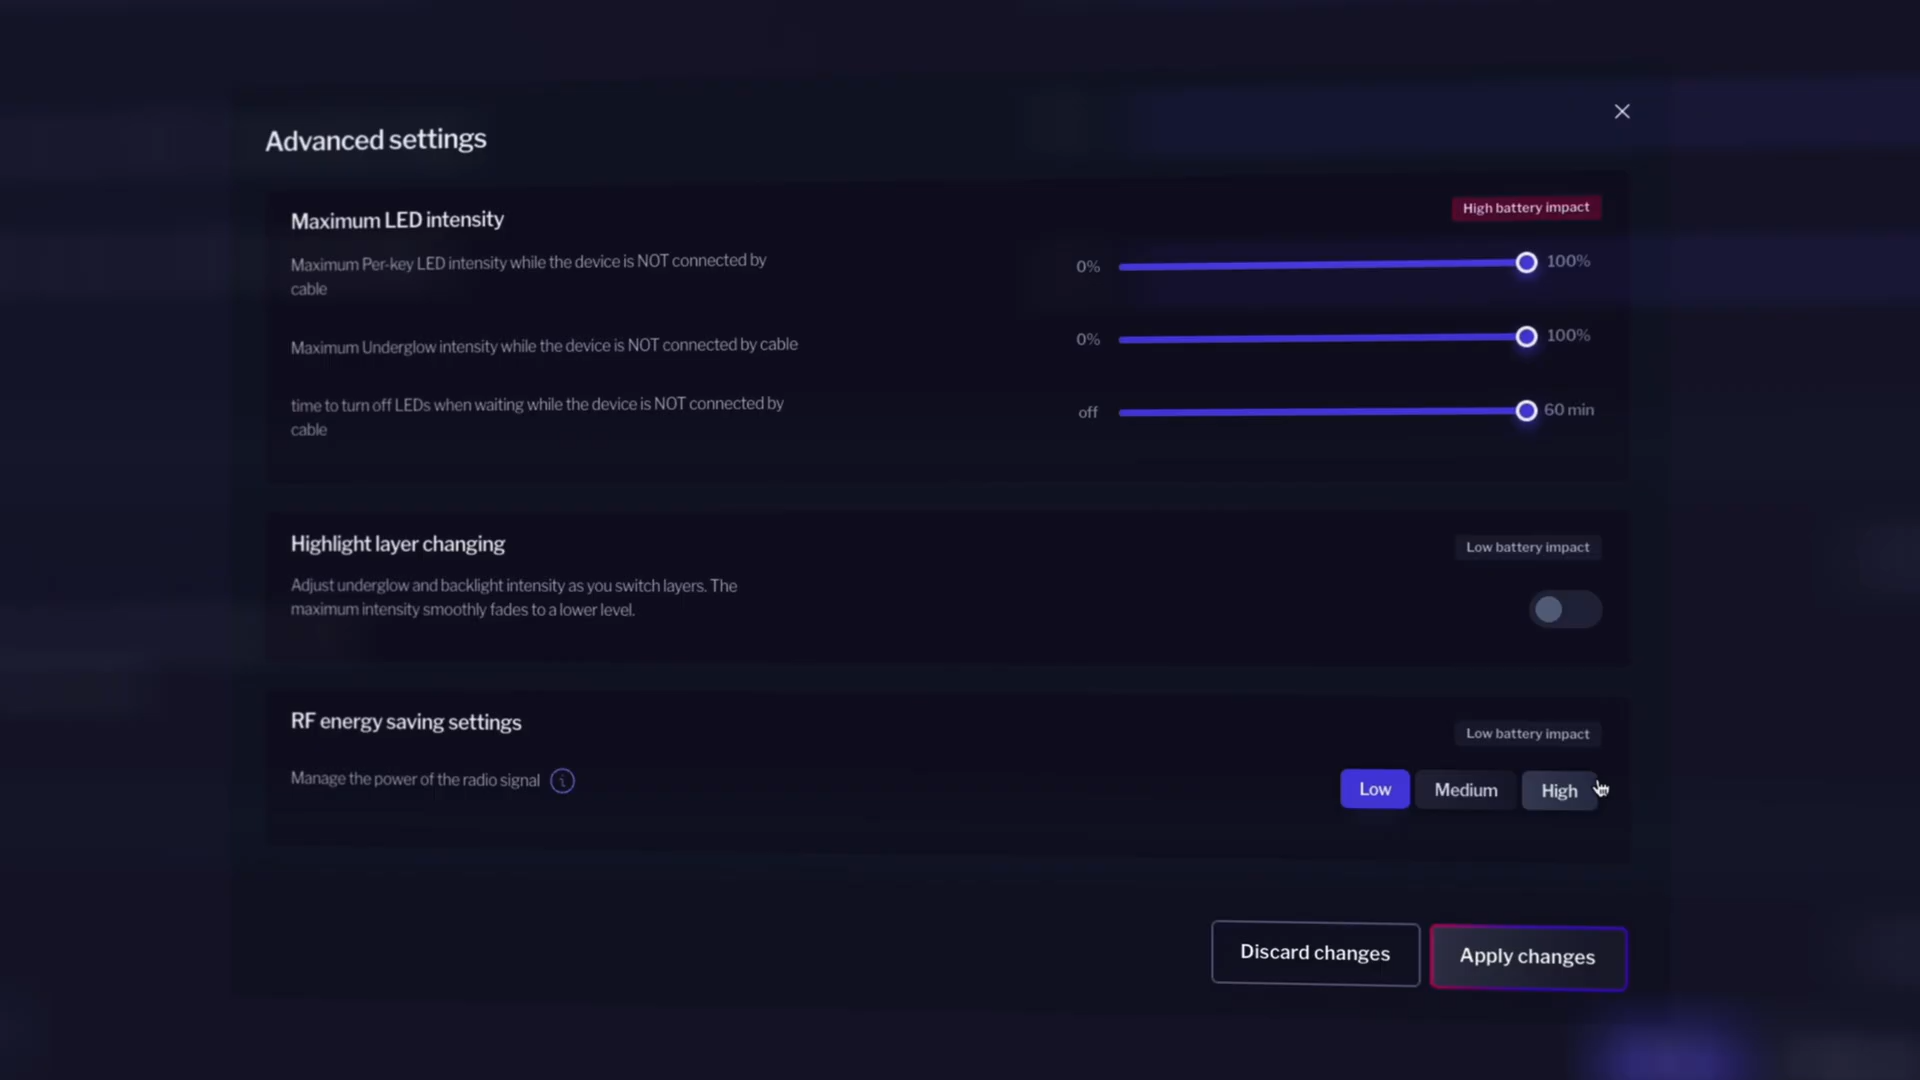 Advanced settings
Maximum LED intensity
High battery impact
Maximum Per-key LED intensity while the device is NOT connected by
cable
0%
100%
Maximum Underglow intensity while the device is NOT connected by cable
0%
100%
time to turn off LEDs when waiting while the device is NOT connected by
cable
off
60 min
Highlight layer changing
Low battery impact
Adjust underglow and backlight intensity as you switch layers. The
maximum intensity smoothly fades to a lower level.
RF energy saving settings
Low battery impact
Manage the power of the radio signal i
Low Medium High
Discard changes Apply changes